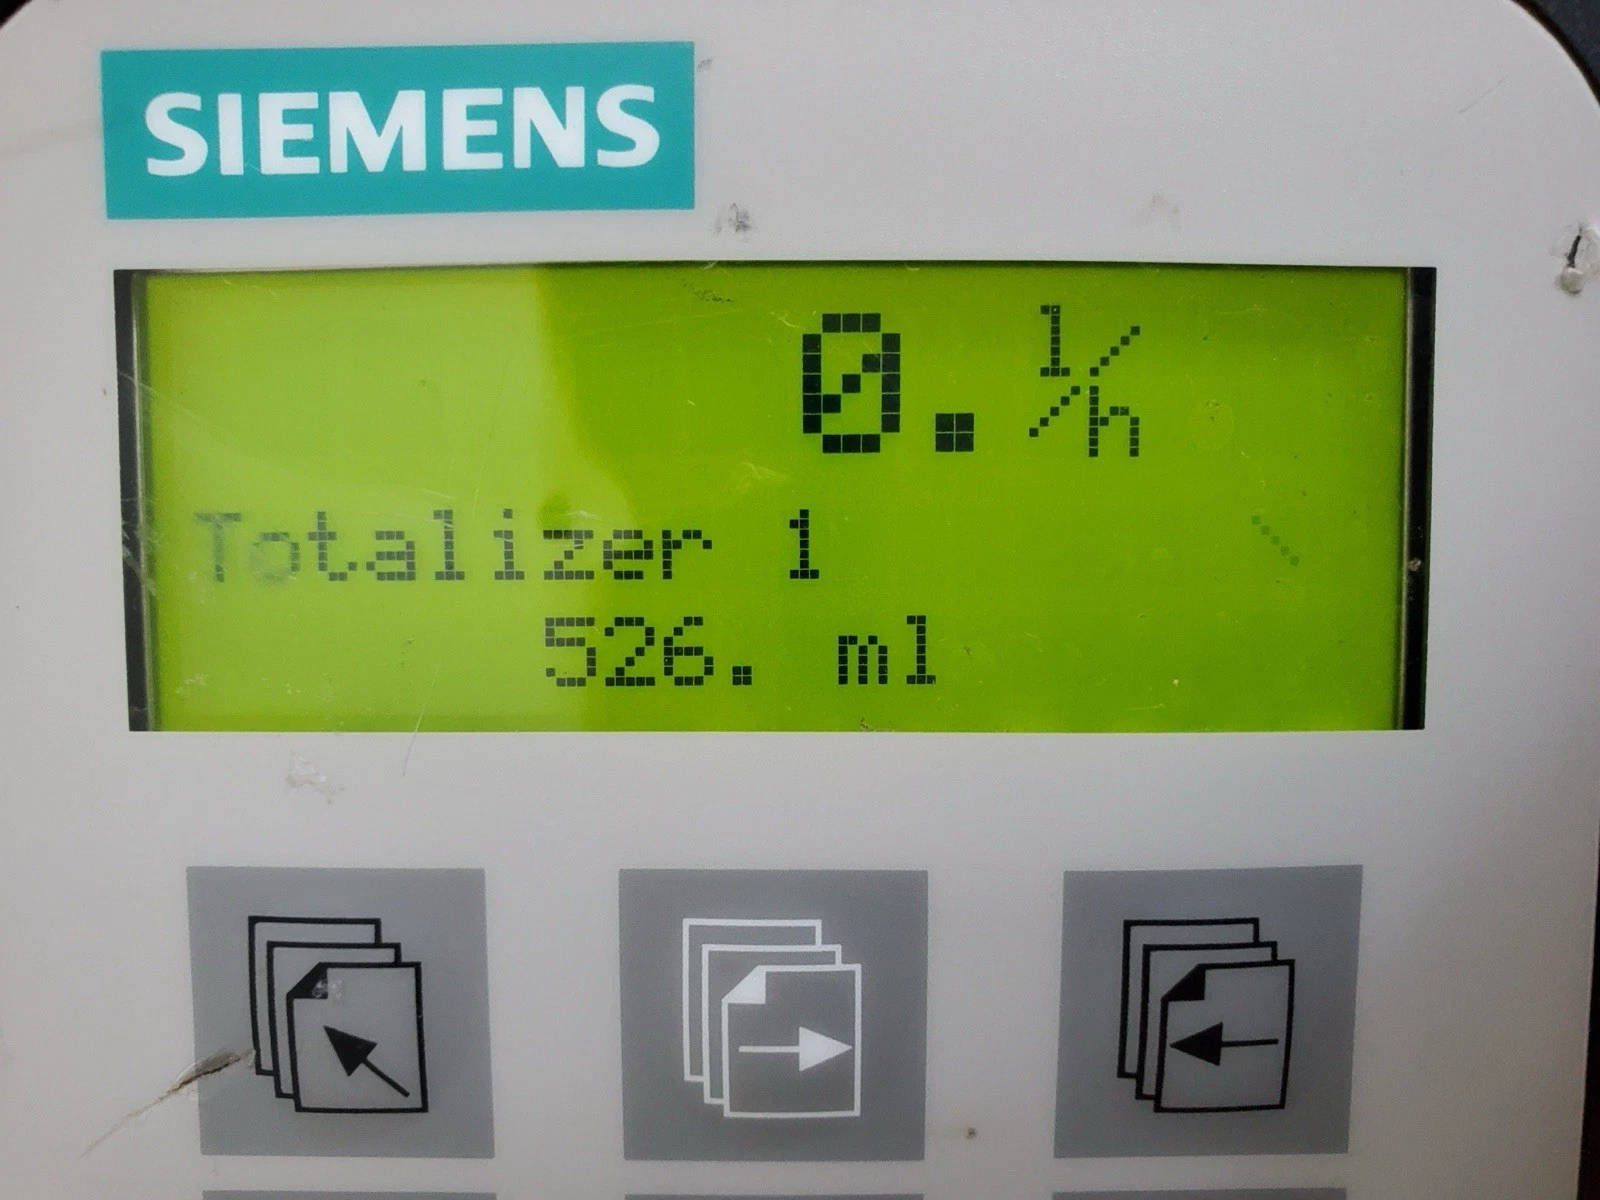 SIEMENS
0. l/h
Totalizer 1
526. ml